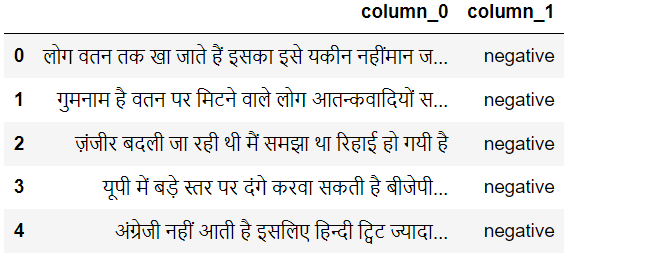 column_0 column_1
0 लोग वतन तक खा जाते हैं इसका इसे यकीन नहींमान ज... negative
1 गुमनाम है वतन पर मिटने वाले लोग आतन्कवादियों स... negative
2 ज़ंजीर बदली जा रही थी मैं समझा था रिहाई हो गयी है negative
3 यूपी में बड़े स्तर पर दंगे करवा सकती है बीजेपी... negative
4 अंग्रेजी नहीं आती है इसलिए हिन्दी ट्विट ज्यादा... negative